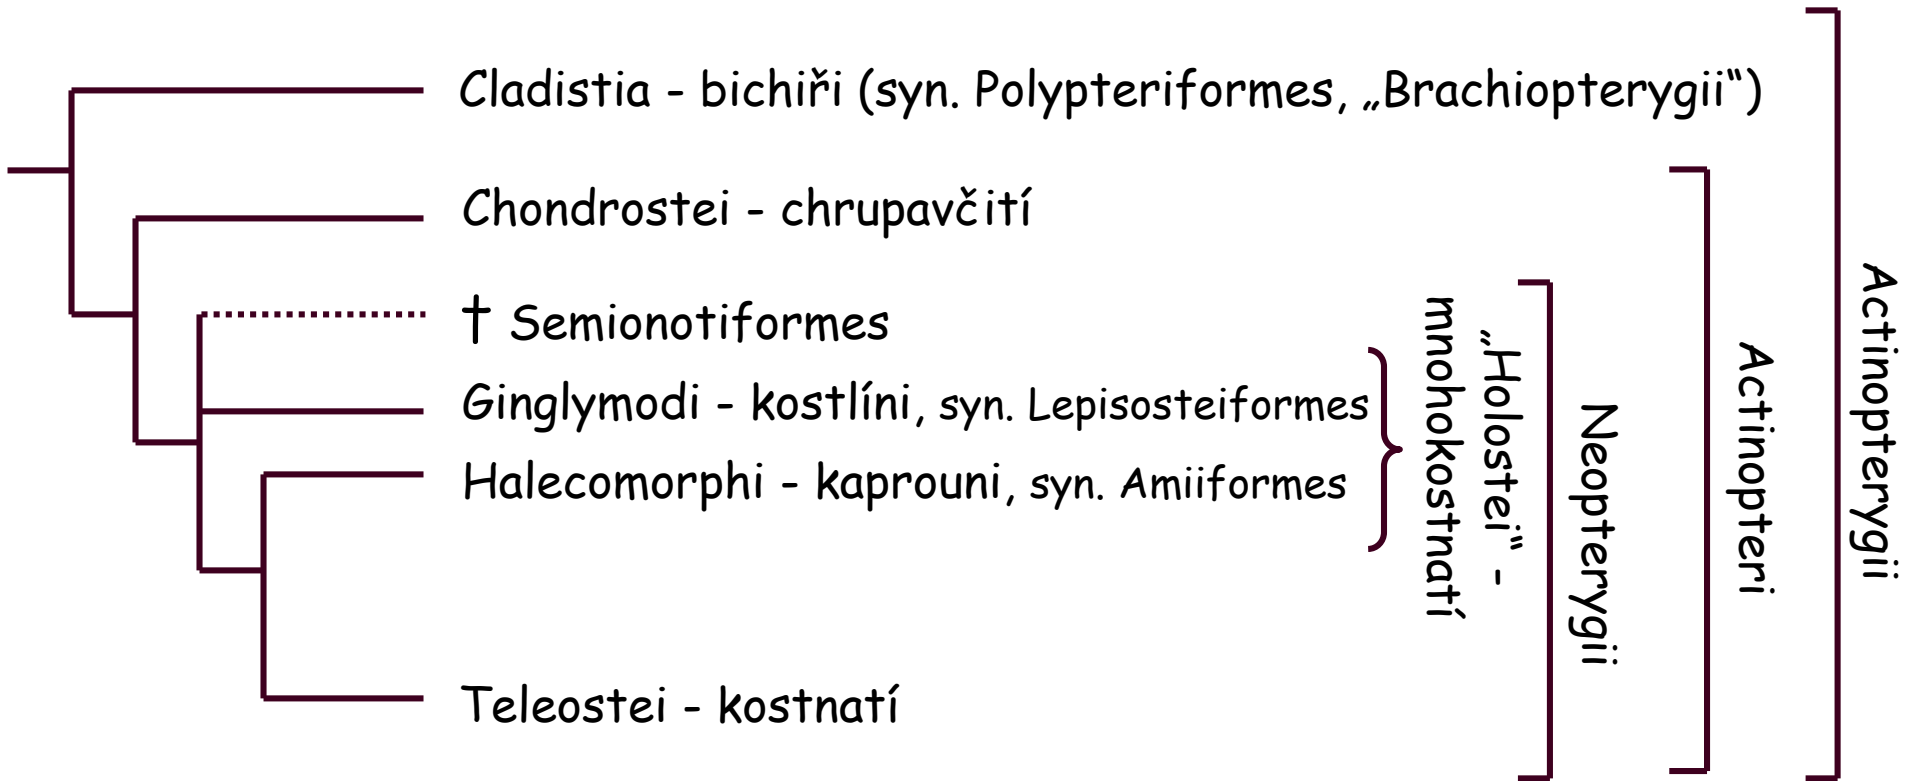 Cladistia - bichiři (syn. Polypteriformes, „Brachiopterygii“)
Chondrostei - chrupavčití
† Semionotiformes
Ginglymodi - kostlíni, syn. Lepisosteiformes
Halecomorphi - kaprouni, syn. Amiiformes
Teleostei - kostnatí
„Holostei“ -
mnohokostnatí
Neopterygii
Actinopteri
Actinopterygii